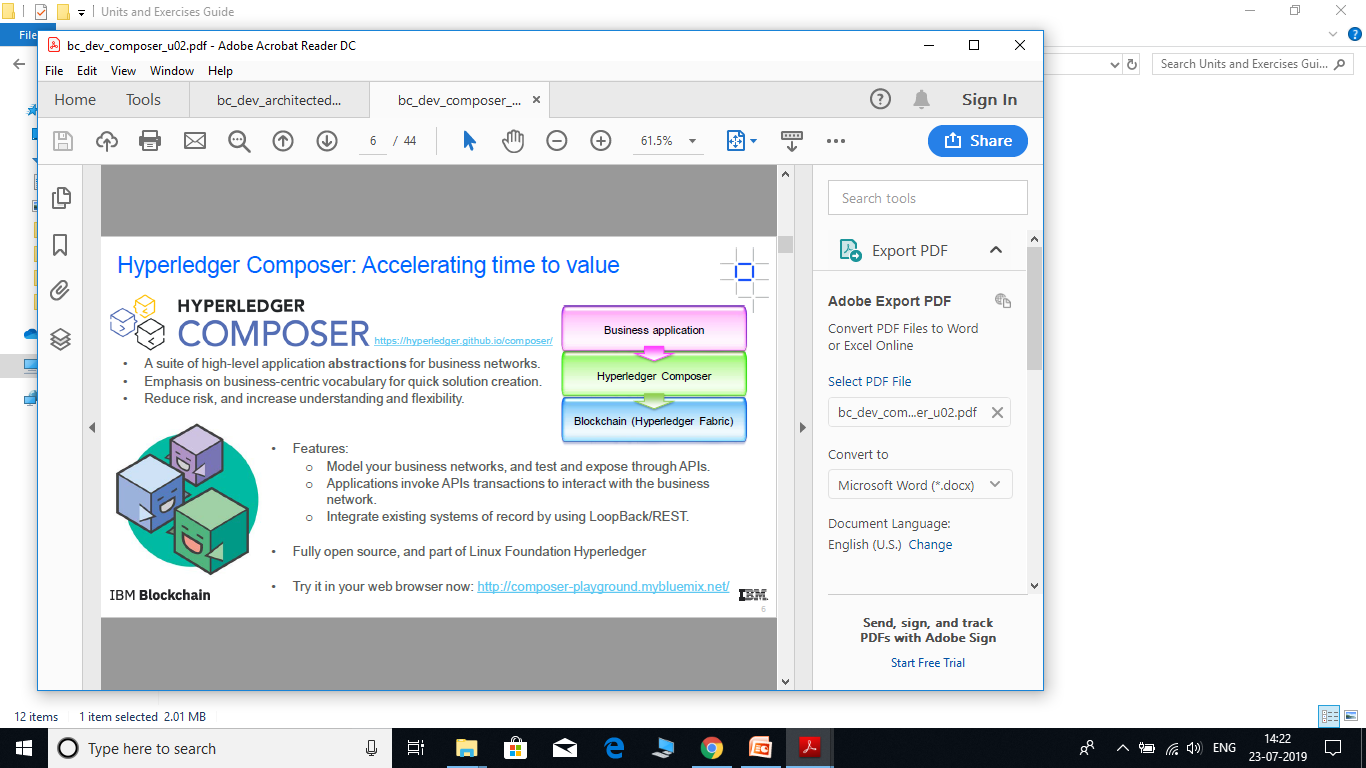 Units and Exercises Guide
File
bc_dev_composer_u02.pdf - Adobe Acrobat Reader DC
File Edit View Window Help
Search Units and Exercises Gui...
Home Tools bc_dev_architected... bc_dev_composer_... Sign In
6 / 44 61.5% Share
Hyperledger Composer: Accelerating time to value
HYPERLEDGER
COMPOSER https://hyperledger.github.io/composer/
• A suite of high-level application abstractions for business networks.
• Emphasis on business-centric vocabulary for quick solution creation.
• Reduce risk, and increase understanding and flexibility.
Business application
Hyperledger Composer
Blockchain (Hyperledger Fabric)
• Features:
o Model your business networks, and test and expose through APIs.
o Applications invoke APIs transactions to interact with the business
network.
o Integrate existing systems of record by using LoopBack/REST.
• Fully open source, and part of Linux Foundation Hyperledger
• Try it in your web browser now: http://composer-playground.mybluemix.net/
IBM Blockchain
IBM
6
Search tools
Export PDF
Adobe Export PDF
Convert PDF Files to Word
or Excel Online
Select PDF File
bc_dev_com...er_u02.pdf
Convert to
Microsoft Word (*.docx)
Document Language:
English (U.S.) Change
Send, sign, and track
PDFs with Adobe Sign
Start Free Trial
12 items 1 item selected 2.01 MB
Type here to search
ENG
14:22
23-07-2019